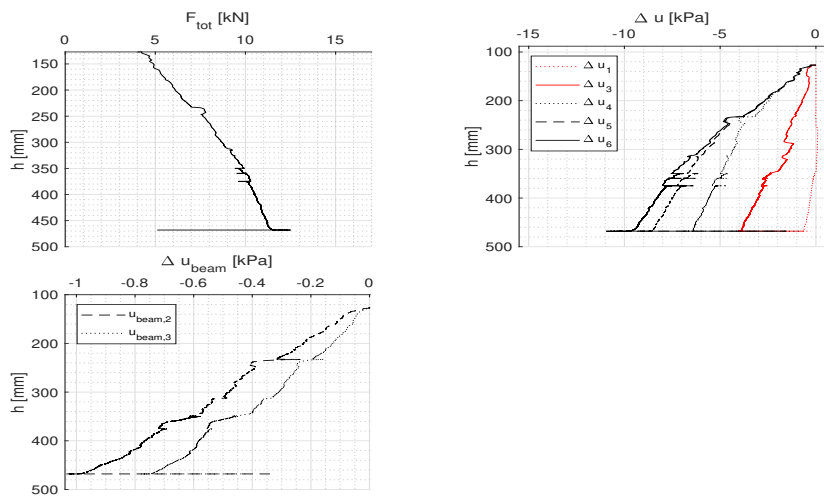 F_tot [kN]
0 5 10 15
150
200
250
300
350
400
450
500
h [mm]
Δ u [kPa]
-15 -10 -5 0
100
200
300
400
500
h [mm]
Δ u_1
Δ u_3
Δ u_4
Δ u_5
Δ u_6
Δ u_beam [kPa]
-1 -0.8 -0.6 -0.4 -0.2 0
100
200
300
400
500
h [mm]
u_beam,2
u_beam,3